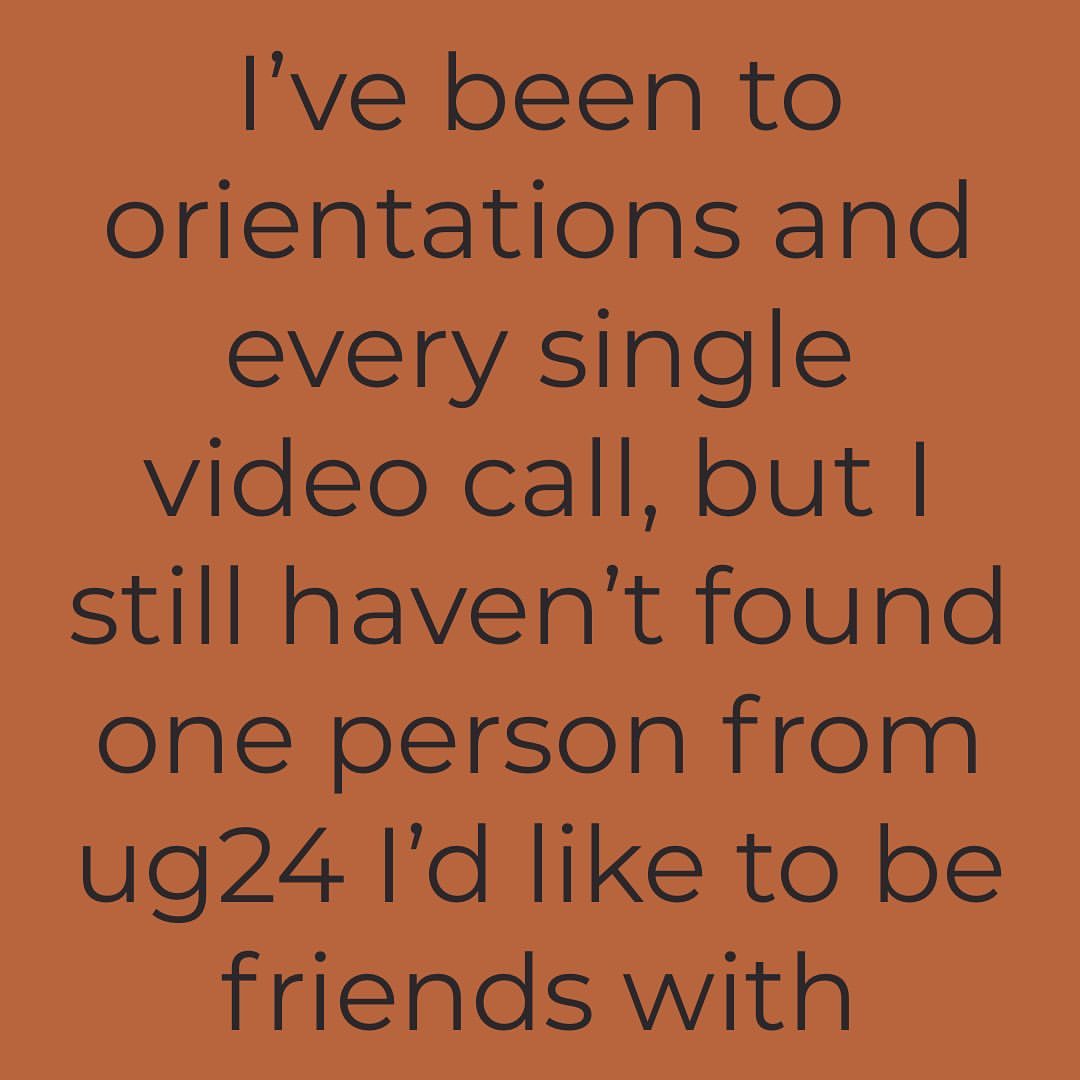 I’ve been to
orientations and
every single
video call, but I
still haven’t found
one person from
ug24 I’d like to be
friends with